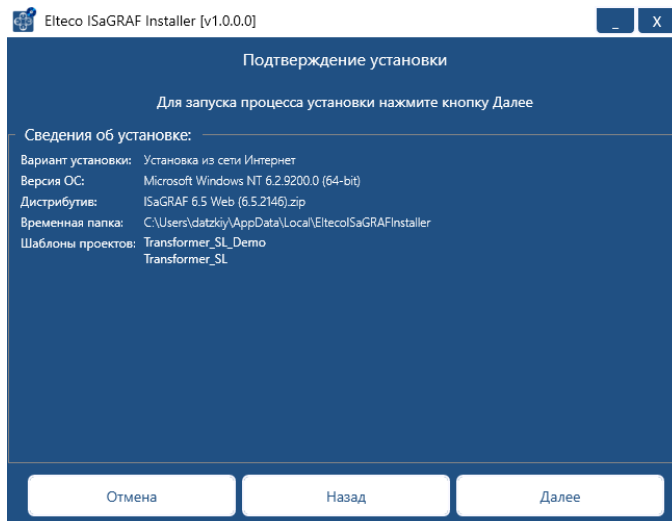 Elteco ISaGRAF Installer [v1.0.0.0]
_ X
Подтверждение установки
Для запуска процесса установки нажмите кнопку Далее
Сведения об установке:
Вариант установки: Установка из сети Интернет
Версия ОС: Microsoft Windows NT 6.2.9200.0 (64-bit)
Дистрибутив: ISaGRAF 6.5 Web (6.5.2146).zip
Временная папка: C:\Users\datzkiy\AppData\Local\EltecoISaGRAFInstaller
Шаблоны проектов: Transformer_SL_Demo
Transformer_SL
Отмена Назад Далее